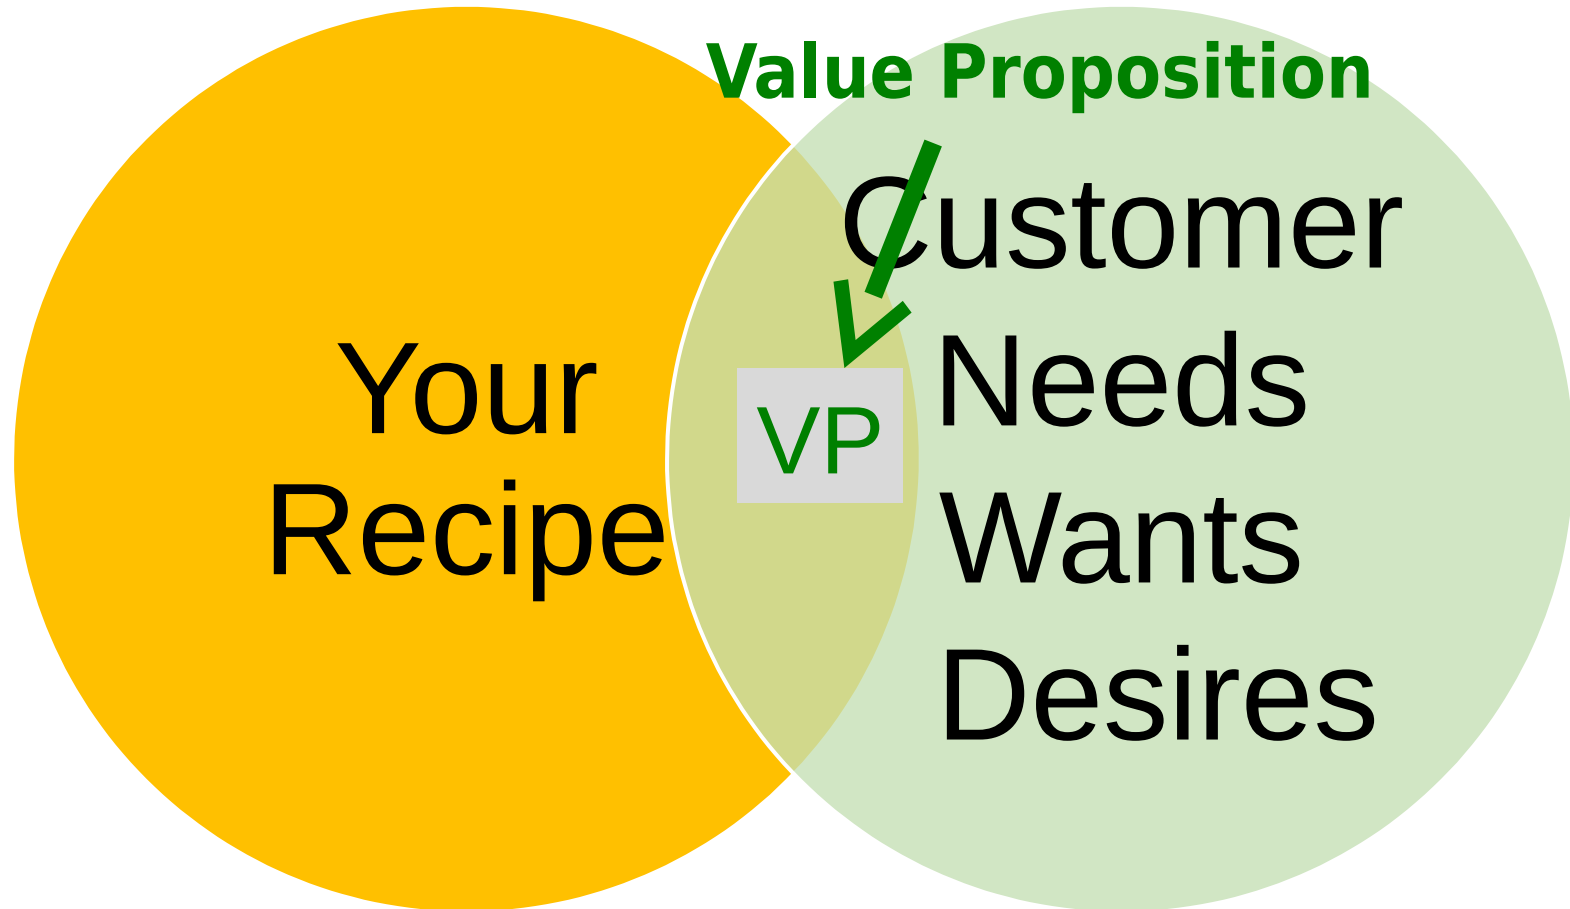 Value Proposition
Your
Recipe
VP
Customer
Needs
Wants
Desires